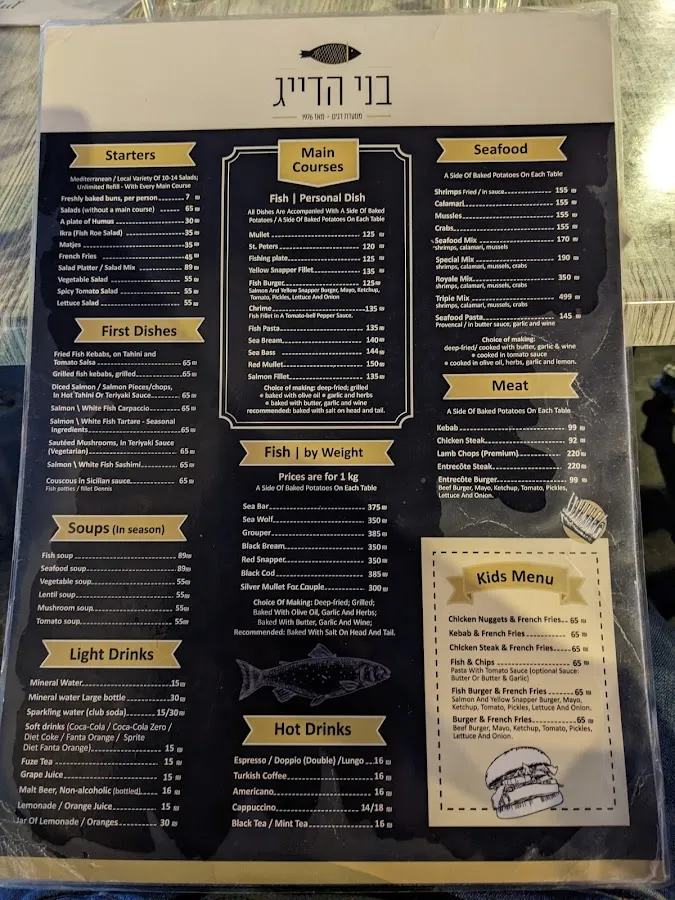 בני הדייג
מסעדת דגים - מאז 1976
Starters
Mediterranean / Local Variety Of 10-14 Salads;
Unlimited Refill - With Every Main Course
Freshly baked buns, per person 7 ₪
Salads (without a main course) 65 ₪
A plate of Humus 30 ₪
Ikra (Fish Roe Salad) 35 ₪
Matjes 35 ₪
French Fries 45 ₪
Salad Platter / Salad Mix 89 ₪
Vegetable Salad 55 ₪
Spicy Tomato Salad 55 ₪
Lettuce Salad 55 ₪
First Dishes
Fried Fish Kebabs, on Tahini and
Tomato Salsa 65 ₪
Grilled fish kebabs, grilled 65 ₪
Diced Salmon / Salmon Pieces/chops,
In Hot Tahini Or Teriyaki Sauce 65 ₪
Salmon \ White Fish Carpaccio 65 ₪
Salmon \ White Fish Tartare - Seasonal
Ingredients 65 ₪
Sautéed Mushrooms, in Teriyaki Sauce
(Vegetarian) 65 ₪
Salmon \ White Fish Sashimi 65 ₪
Couscous in Sicilian sauce 65 ₪
Fish patties / fillet Dennis
Soups (In season)
Fish soup 89 ₪
Seafood soup 89 ₪
Vegetable soup 55 ₪
Lentil soup 55 ₪
Mushroom soup 55 ₪
Tomato soup 55 ₪
Light Drinks
Mineral Water 15 ₪
Mineral water Large bottle 30 ₪
Sparkling water (club soda) 15/30 ₪
Soft drinks (Coca-Cola / Coca-Cola Zero /
Diet Coke / Fanta Orange / Sprite
Diet Fanta Orange) 15 ₪
Fuze Tea 15 ₪
Grape Juice 15 ₪
Malt Beer, Non-alcoholic (bottled) 16 ₪
Lemonade / Orange Juice 15 ₪
Jar Of Lemonade / Oranges 30 ₪
Main
Courses
Fish | Personal Dish
All Dishes Are Accompanied With A Side Of Baked
Potatoes / A Side Of Baked Potatoes On Each Table
Mullet 125 ₪
St. Peters 120 ₪
Fishing plate 125 ₪
Yellow Snapper Fillet 135 ₪
Fish Burger 125 ₪
Salmon And Yellow Snapper Burger, Mayo, Ketchup,
Tomato, Pickles, Lettuce And Onion
Chrime 135 ₪
Fish Fillet In A Tomato-bell Pepper Sauce.
Fish Pasta 135 ₪
Sea Bream 140 ₪
Sea Bass 144 ₪
Red Mullet 150 ₪
Salmon Fillet 135 ₪
Choice of making: deep-fried; grilled
• baked with olive oil • garlic and herbs
• baked with butter, garlic and wine
recommended: baked with salt on head and tail.
Fish | by Weight
Prices are for 1 kg
A Side Of Baked Potatoes On Each Table
Sea Bar 375 ₪
Sea Wolf 350 ₪
Grouper 385 ₪
Black Bream 350 ₪
Red Snapper 350 ₪
Black Cod 385 ₪
Silver Mullet For Couple 300 ₪
Choice Of Making: Deep-fried; Grilled;
Baked With Olive Oil, Garlic And Herbs;
Baked With Butter, Garlic And Wine;
Recommended: Baked With Salt On Head And Tail.
Hot Drinks
Espresso / Doppio (Double) /Lungo 16 ₪
Turkish Coffee 16 ₪
Americano 16 ₪
Cappuccino 14/18 ₪
Black Tea / Mint Tea 16 ₪
Seafood
A Side Of Baked Potatoes On Each Table
Shrimps Fried / in sauce 155 ₪
Calamari 155 ₪
Mussles 155 ₪
Crabs 155 ₪
Seafood Mix 170 ₪
shrimps, calamari, mussels
Special Mix 190 ₪
shrimps, calamari, mussels, crabs
Royale Mix 350 ₪
shrimps, calamari, mussels, crabs
Triple Mix 499 ₪
shrimps, calamari, mussels, crabs
Seafood Pasta 145 ₪
Provencal / in butter sauce, garlic and wine
Choice of making:
deep-fried/ cooked with butter, garlic & wine
• cooked in tomato sauce
• cooked in olive oil, herbs, garlic and lemon.
Meat
A Side Of Baked Potatoes On Each Table
Kebab 99 ₪
Chicken Steak 92 ₪
Lamb Chops (Premium) 220 ₪
Entrecôte Steak 220 ₪
Entrecôte Burger 99 ₪
Beef Burger, Mayo, Ketchup, Tomato, Pickles,
Lettuce And Onion.
Kids Menu
Chicken Nuggets & French Fries 65 ₪
Kebab & French Fries 65 ₪
Chicken Steak & French Fries 65 ₪
Fish & Chips 65 ₪
Pasta With Tomato Sauce (optional Sauce:
Butter Or Butter & Garlic)
Fish Burger & French Fries 65 ₪
Salmon And Yellow Snapper Burger, Mayo,
Ketchup, Tomato, Pickles, Lettuce And Onion.
Burger & French Fries 65 ₪
Beef Burger, Mayo, Ketchup, Tomato, Pickles,
Lettuce And Onion.